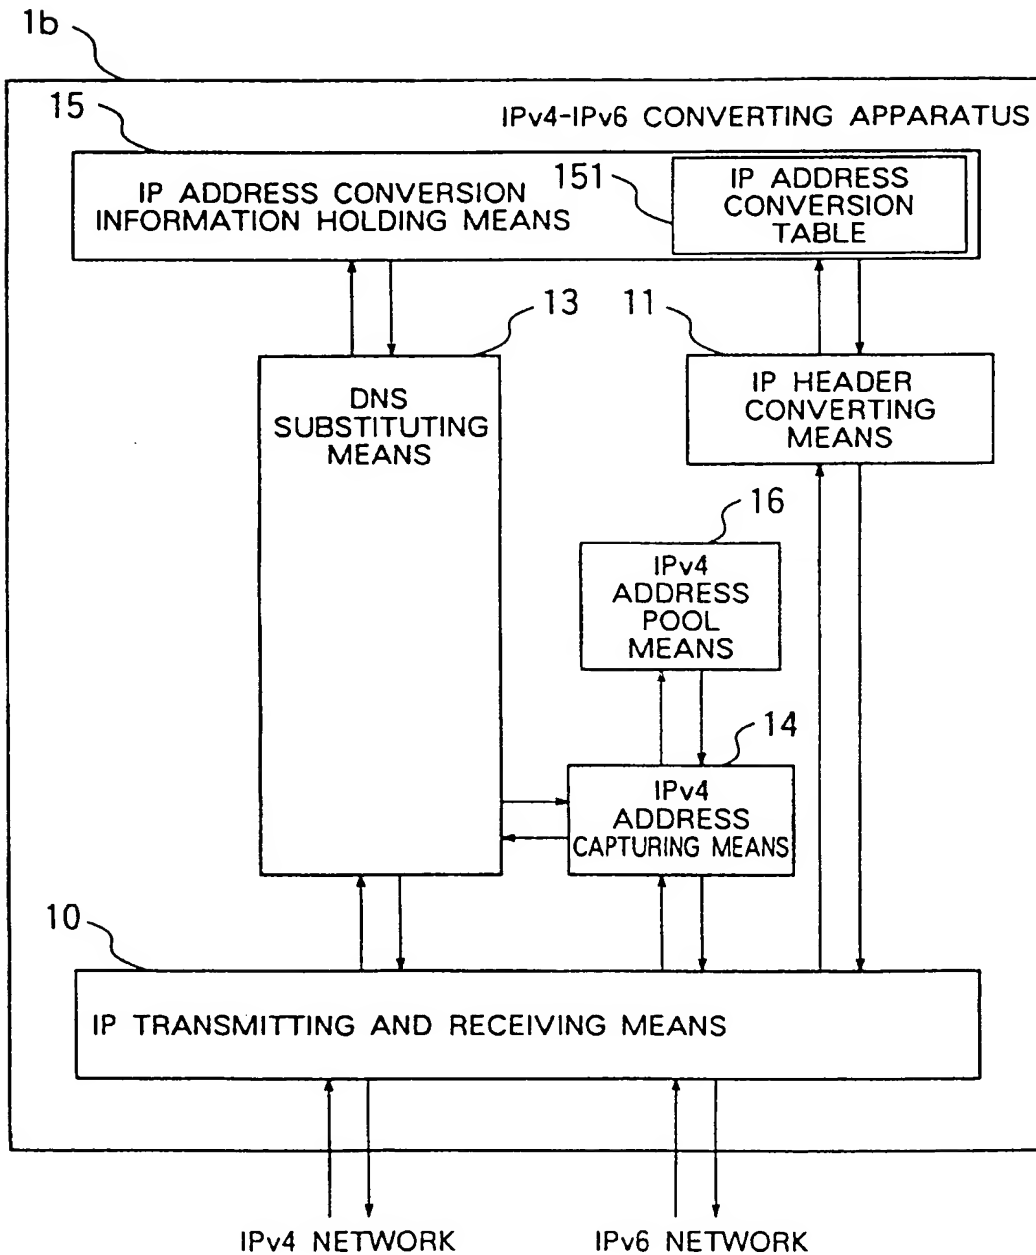 1b
IPv4-IPv6 CONVERTING APPARATUS
15
IP ADDRESS CONVERSION
INFORMATION HOLDING MEANS
151
IP ADDRESS
CONVERSION
TABLE
13
11
DNS
SUBSTITUTING
MEANS
IP HEADER
CONVERTING
MEANS
16
IPv4
ADDRESS
POOL
MEANS
14
IPv4
ADDRESS
CAPTURING MEANS
10
IP TRANSMITTING AND RECEIVING MEANS
IPv4 NETWORK
IPv6 NETWORK